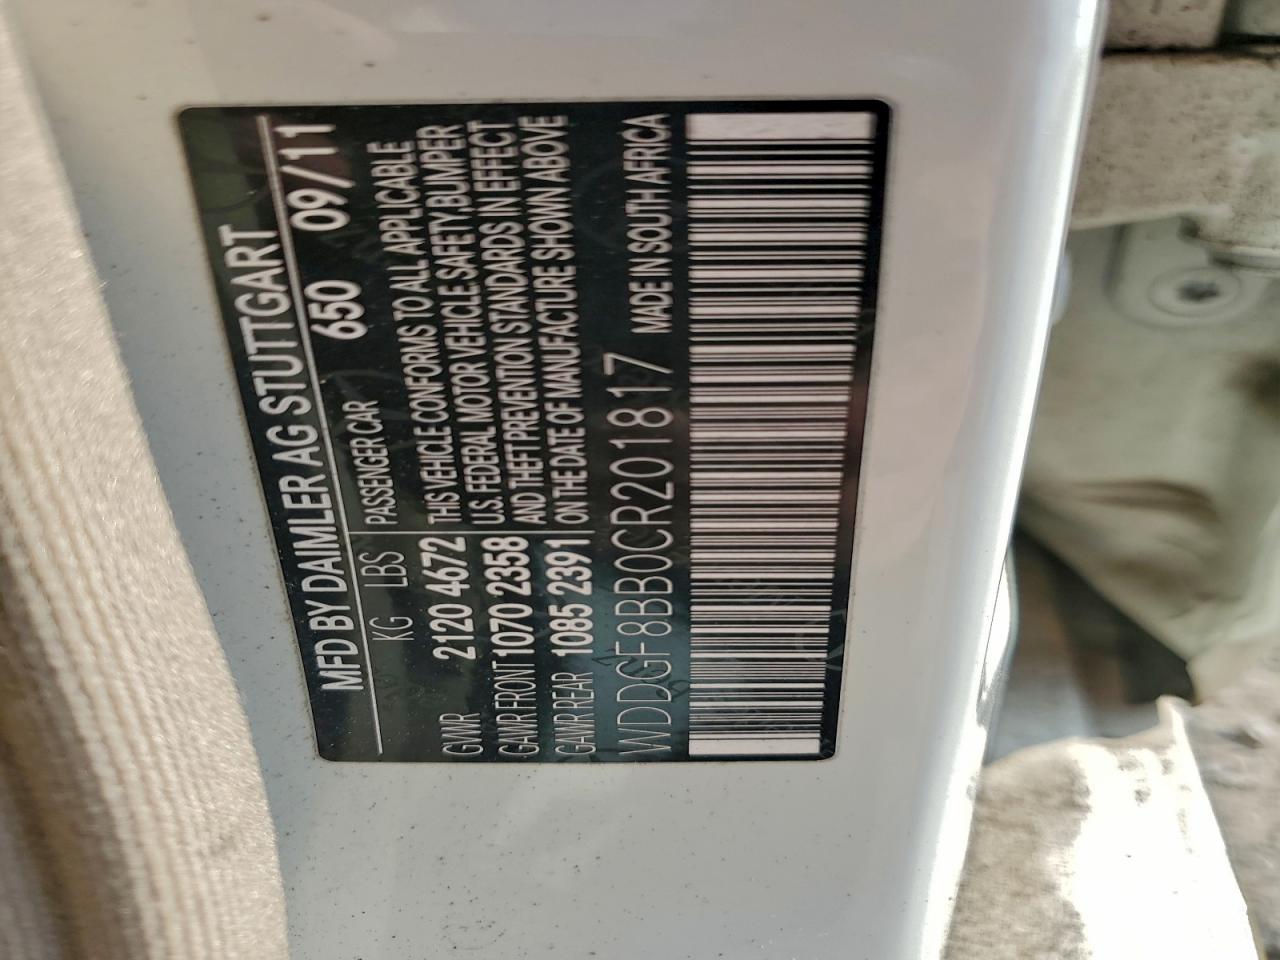 MFD BY DAIMLER AG STUTTGART
KG LBS 650 09/11
PASSENGER CAR
GVWR 2120 4672 THIS VEHICLE CONFORMS TO ALL APPLICABLE
GAWR FRONT 1070 2358 U.S. FEDERAL MOTOR VEHICLE SAFETY, BUMPER
GAWR REAR 1085 2391 AND THEFT PREVENTION STANDARDS IN EFFECT
ON THE DATE OF MANUFACTURE SHOWN ABOVE
WDDGF8BB0CR201817 MADE IN SOUTH AFRICA